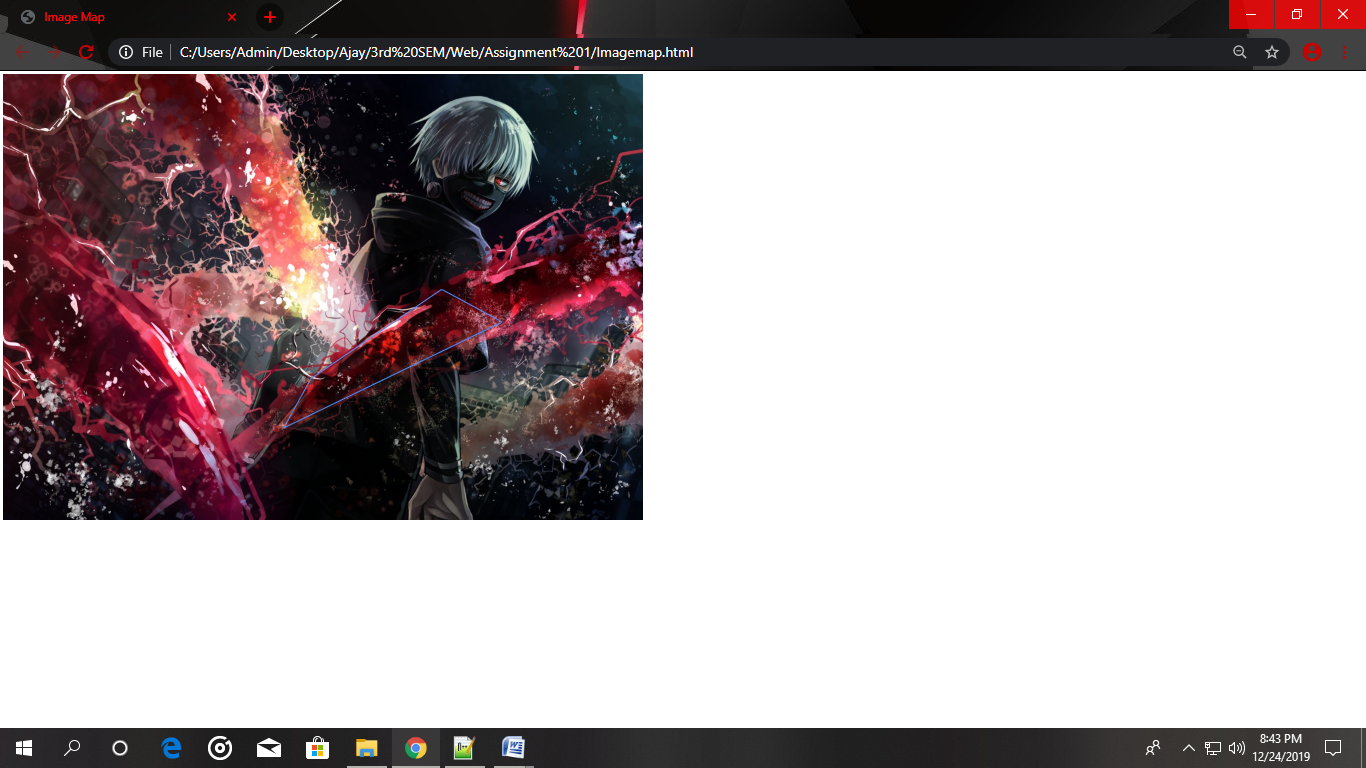 Image Map
File
C:/Users/Admin/Desktop/Ajay/3rd%20SEM/Web/Assignment%201/Imagemap.html
8:43 PM
12/24/2019